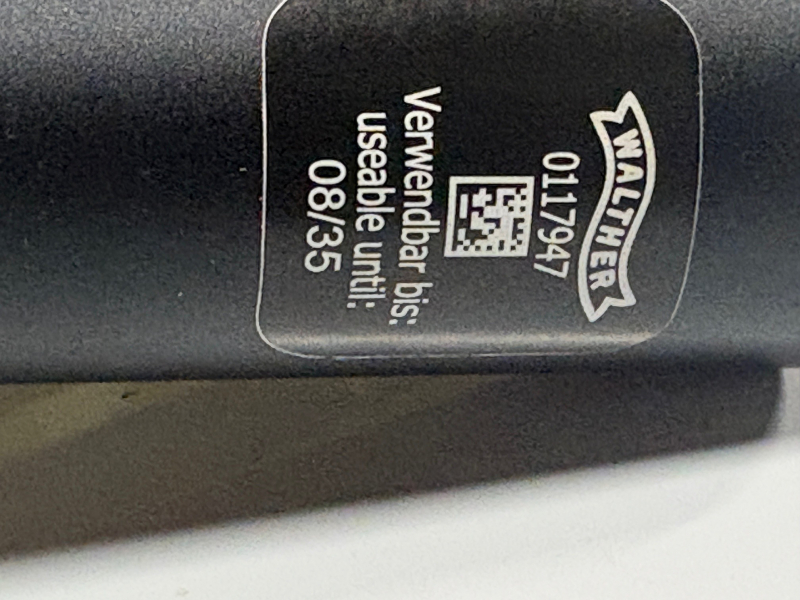 WALTHER
0117947
Verwendbar bis:
useable until:
08/35